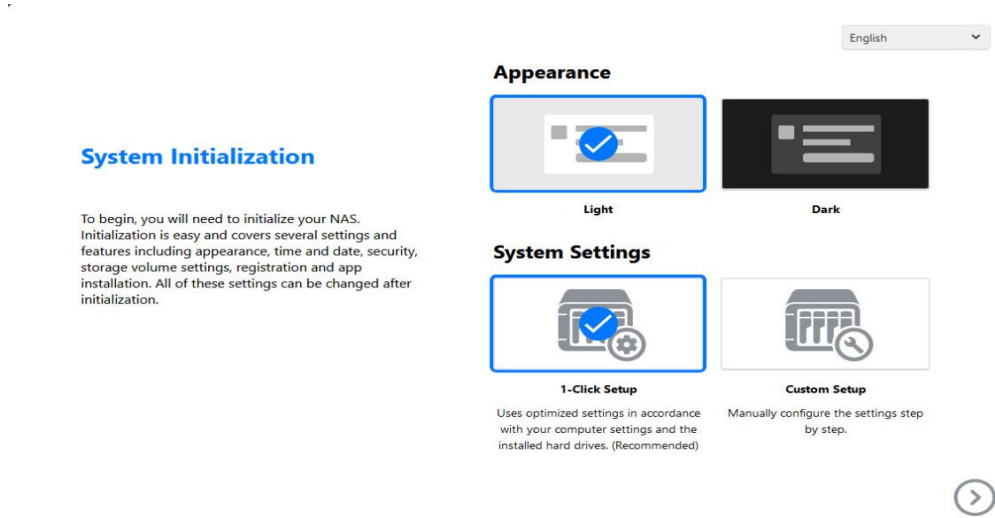 English
Appearance
System Initialization
Light
Dark
To begin, you will need to initialize your NAS.
Initialization is easy and covers several settings and
features including appearance, time and date, security,
storage volume settings, registration and app
installation. All of these settings can be changed after
initialization.
System Settings
1-Click Setup
Uses optimized settings in accordance
with your computer settings and the
installed hard drives. (Recommended)
Custom Setup
Manually configure the settings step
by step.